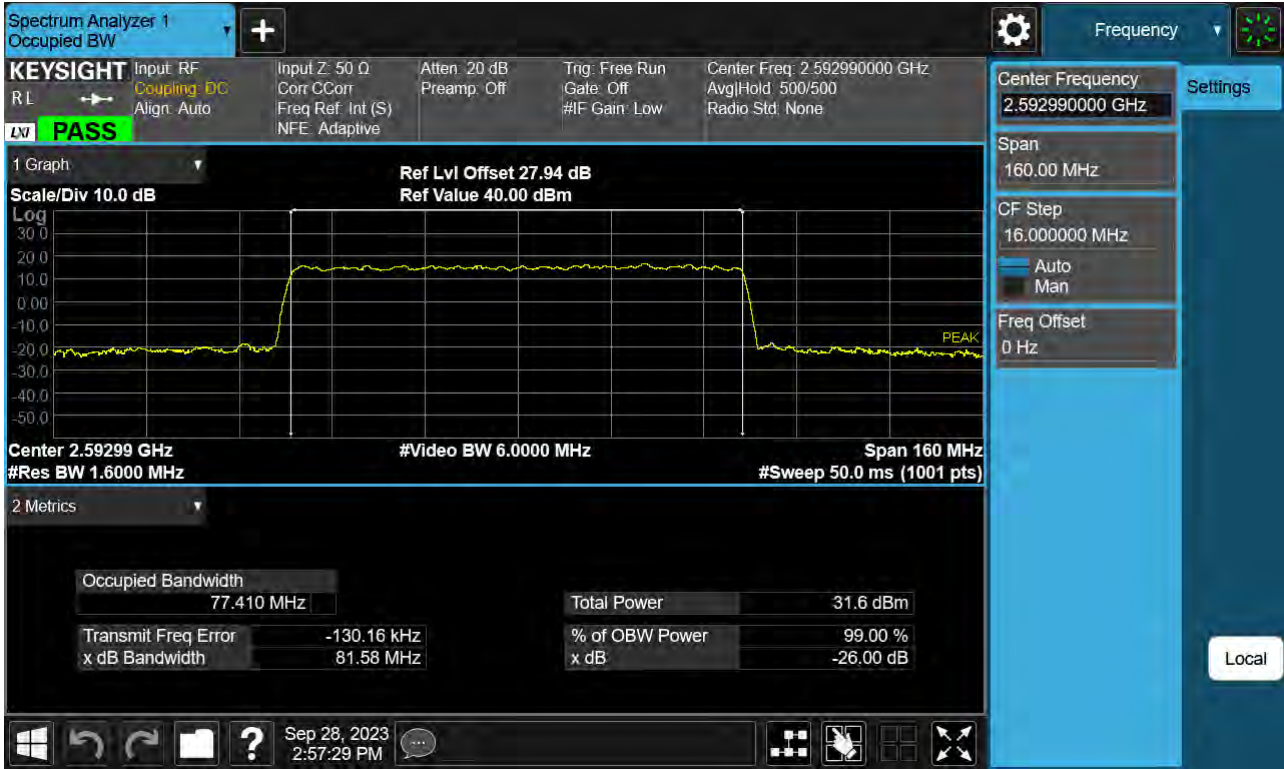 Spectrum Analyzer 1
Occupied BW
+
Frequency
KEYSIGHT
RL
LXI
PASS
Input: RF
Coupling: DC
Align: Auto
Input Z: 50 Ω
Corr CCorr
Freq Ref: Int (S)
NFE: Adaptive
Atten: 20 dB
Preamp: Off
Trig: Free Run
Gate: Off
#IF Gain: Low
Center Freq: 2.592990000 GHz
Avg|Hold: 500/500
Radio Std: None
1 Graph
Scale/Div 10.0 dB
Ref Lvl Offset 27.94 dB
Ref Value 40.00 dBm
Log
30.0
20.0
10.0
0.00
-10.0
-20.0
-30.0
-40.0
-50.0
PEAK
Center 2.59299 GHz
#Res BW 1.6000 MHz
#Video BW 6.0000 MHz
Span 160 MHz
#Sweep 50.0 ms (1001 pts)
2 Metrics
Occupied Bandwidth
77.410 MHz
Transmit Freq Error -130.16 kHz
x dB Bandwidth 81.58 MHz
Total Power 31.6 dBm
% of OBW Power 99.00 %
x dB -26.00 dB
Center Frequency
2.592990000 GHz
Span
160.00 MHz
CF Step
16.000000 MHz
Auto
Man
Freq Offset
0 Hz
Settings
Local
?
Sep 28, 2023
2:57:29 PM